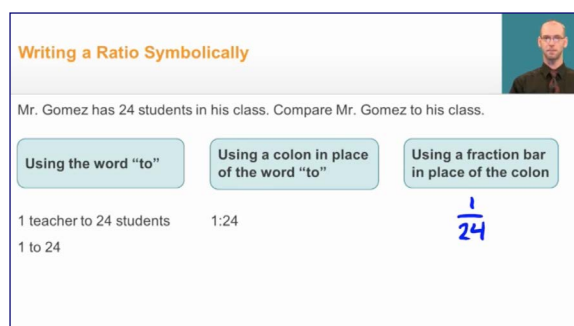 Writing a Ratio Symbolically
Mr. Gomez has 24 students in his class. Compare Mr. Gomez to his class.
Using the word “to”
1 teacher to 24 students
1 to 24
Using a colon in place
of the word “to”
1:24
Using a fraction bar
in place of the colon
1
24